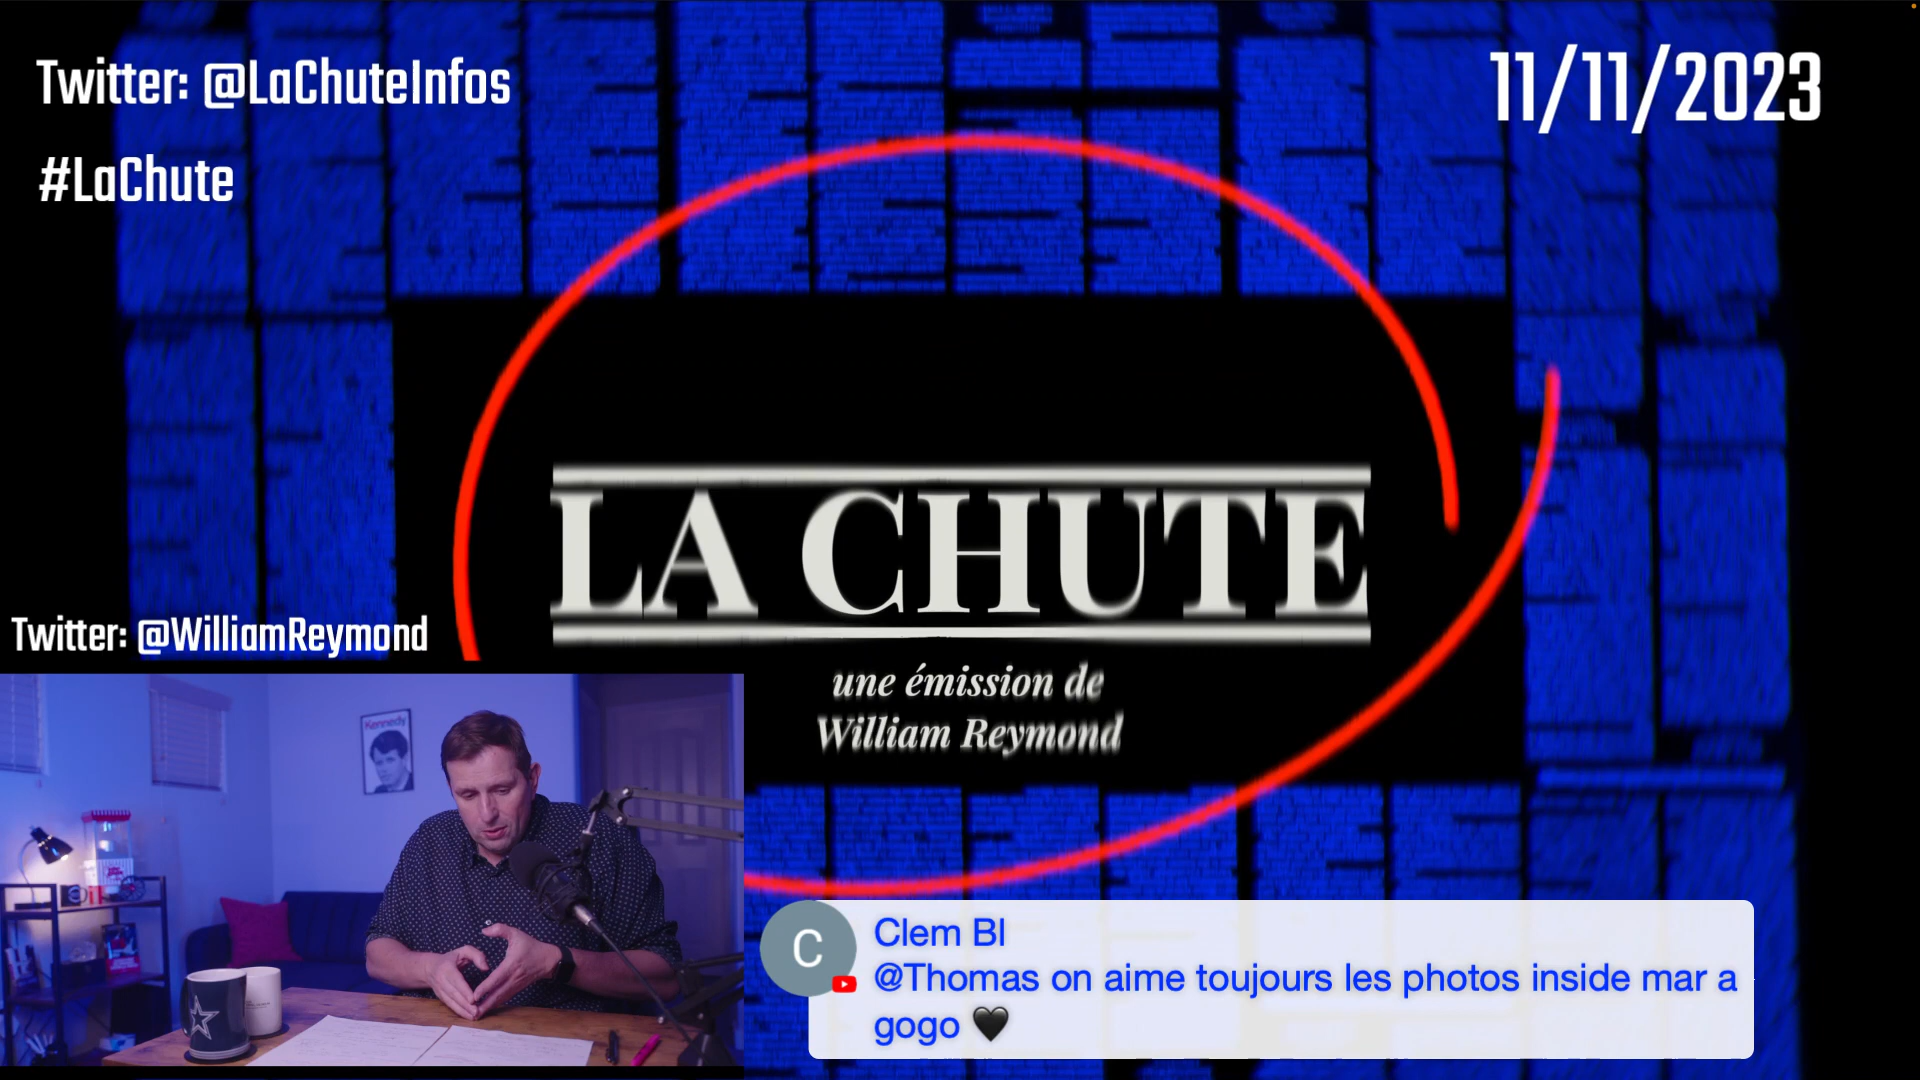 Twitter: @LaChuteInfos
#LaChute
11/11/2023
LA CHUTE
une émission de
William Reymond
Twitter: @WilliamReymond
Kennedy
C
Clem Bl
@Thomas on aime toujours les photos inside mar a
gogo 🖤